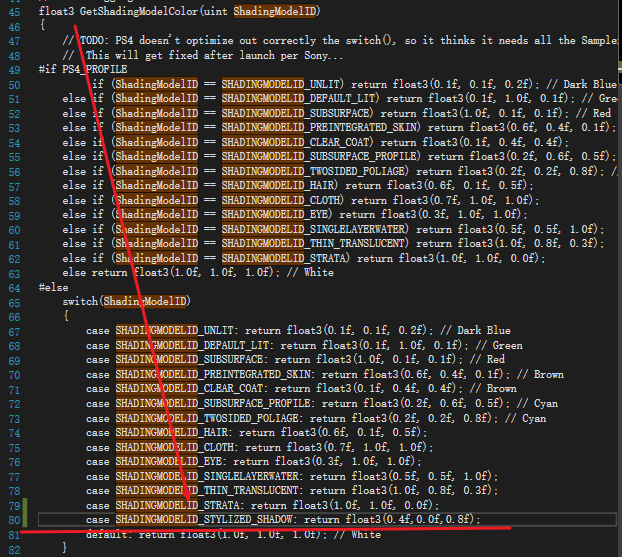 45 float3 GetShadingModelColor(uint ShadingModelID)
46 {
47 // TODO: PS4 doesn't optimize out correctly the switch(), so it thinks it needs all the Sample
48 // This will get fixed after launch per Sony...
49 #if PS4_PROFILE
50 if (ShadingModelID == SHADINGMODELID_UNLIT) return float3(0.1f, 0.1f, 0.2f); // Dark Blue
51 else if (ShadingModelID == SHADINGMODELID_DEFAULT_LIT) return float3(0.1f, 1.0f, 0.1f); // Gree
52 else if (ShadingModelID == SHADINGMODELID_SUBSURFACE) return float3(1.0f, 0.1f, 0.1f); // Red
53 else if (ShadingModelID == SHADINGMODELID_PREINTEGRATED_SKIN) return float3(0.6f, 0.4f, 0.1f);
54 else if (ShadingModelID == SHADINGMODELID_CLEAR_COAT) return float3(0.1f, 0.4f, 0.4f);
55 else if (ShadingModelID == SHADINGMODELID_SUBSURFACE_PROFILE) return float3(0.2f, 0.6f, 0.5f);
56 else if (ShadingModelID == SHADINGMODELID_TWOSIDED_FOLIAGE) return float3(0.2f, 0.2f, 0.8f); //
57 else if (ShadingModelID == SHADINGMODELID_HAIR) return float3(0.6f, 0.1f, 0.5f);
58 else if (ShadingModelID == SHADINGMODELID_CLOTH) return float3(0.7f, 1.0f, 1.0f);
59 else if (ShadingModelID == SHADINGMODELID_EYE) return float3(0.3f, 1.0f, 1.0f);
60 else if (ShadingModelID == SHADINGMODELID_SINGLELAYERWATER) return float3(0.5f, 0.5f, 1.0f);
61 else if (ShadingModelID == SHADINGMODELID_THIN_TRANSLUCENT) return float3(1.0f, 0.8f, 0.3f);
62 else if (ShadingModelID == SHADINGMODELID_STRATA) return float3(1.0f, 1.0f, 0.0f);
63 else return float3(1.0f, 1.0f, 1.0f); // White
64 #else
65 switch(ShadingModelID)
66 {
67 case SHADINGMODELID_UNLIT: return float3(0.1f, 0.1f, 0.2f); // Dark Blue
68 case SHADINGMODELID_DEFAULT_LIT: return float3(0.1f, 1.0f, 0.1f); // Green
69 case SHADINGMODELID_SUBSURFACE: return float3(1.0f, 0.1f, 0.1f); // Red
70 case SHADINGMODELID_PREINTEGRATED_SKIN: return float3(0.6f, 0.4f, 0.1f); // Brown
71 case SHADINGMODELID_CLEAR_COAT: return float3(0.1f, 0.4f, 0.4f); // Brown
72 case SHADINGMODELID_SUBSURFACE_PROFILE: return float3(0.2f, 0.6f, 0.5f); // Cyan
73 case SHADINGMODELID_TWOSIDED_FOLIAGE: return float3(0.2f, 0.2f, 0.8f); // Cyan
74 case SHADINGMODELID_HAIR: return float3(0.6f, 0.1f, 0.5f);
75 case SHADINGMODELID_CLOTH: return float3(0.7f, 1.0f, 1.0f);
76 case SHADINGMODELID_EYE: return float3(0.3f, 1.0f, 1.0f);
77 case SHADINGMODELID_SINGLELAYERWATER: return float3(0.5f, 0.5f, 1.0f);
78 case SHADINGMODELID_THIN_TRANSLUCENT: return float3(1.0f, 0.8f, 0.3f);
79 case SHADINGMODELID_STRATA: return float3(1.0f, 1.0f, 0.0f);
80 case SHADINGMODELID_STYLIZED_SHADOW: return float3(0.4f,0.0f,0.8f);
81 default: return float3(1.0f, 1.0f, 1.0f); // White
82 }